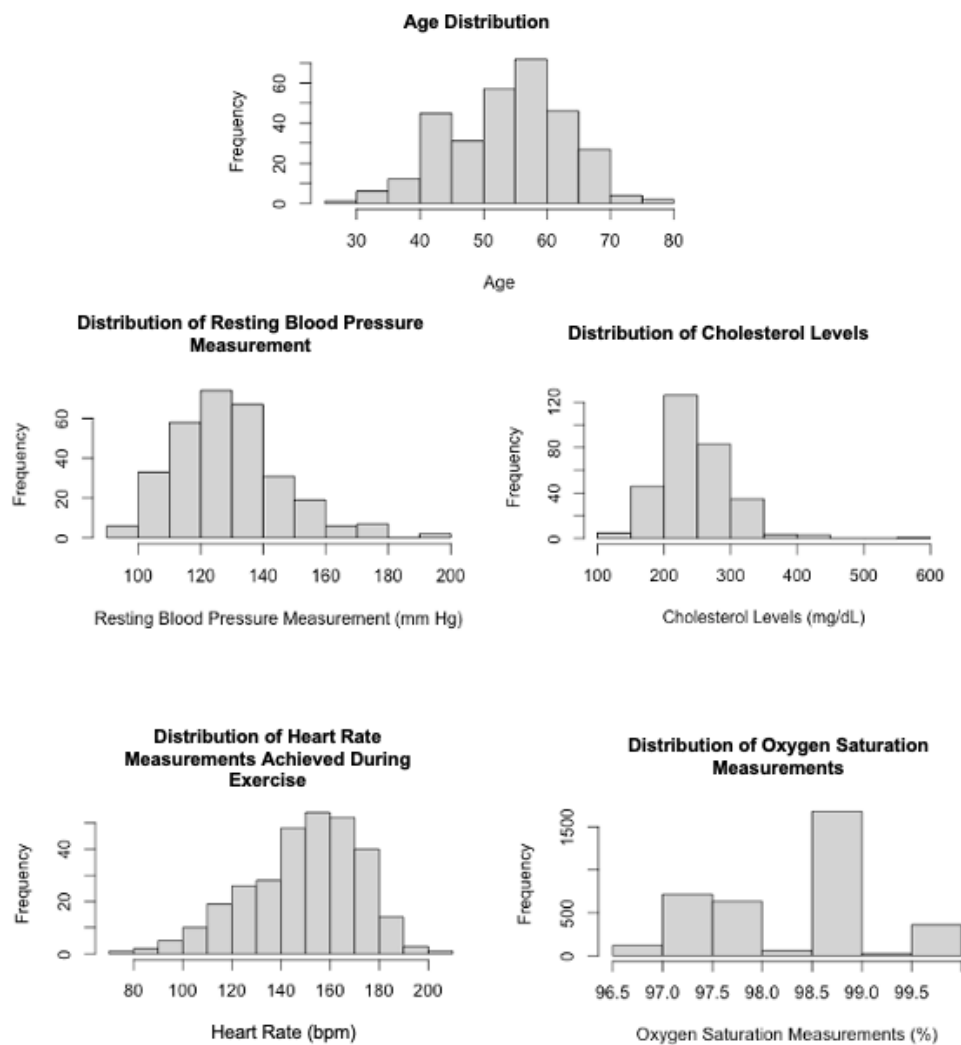 Age Distribution
Frequency
0 20 40 60
30 40 50 60 70 80
Age
Distribution of Resting Blood Pressure
Measurement
Frequency
0 20 40 60
100 120 140 160 180 200
Resting Blood Pressure Measurement (mm Hg)
Distribution of Cholesterol Levels
Frequency
0 40 80 120
100 200 300 400 500 600
Cholesterol Levels (mg/dL)
Distribution of Heart Rate
Measurements Achieved During
Exercise
Frequency
0 20 40
80 100 120 140 160 180 200
Heart Rate (bpm)
Distribution of Oxygen Saturation
Measurements
Frequency
0 500 1500
96.5 97.0 97.5 98.0 98.5 99.0 99.5
Oxygen Saturation Measurements (%)